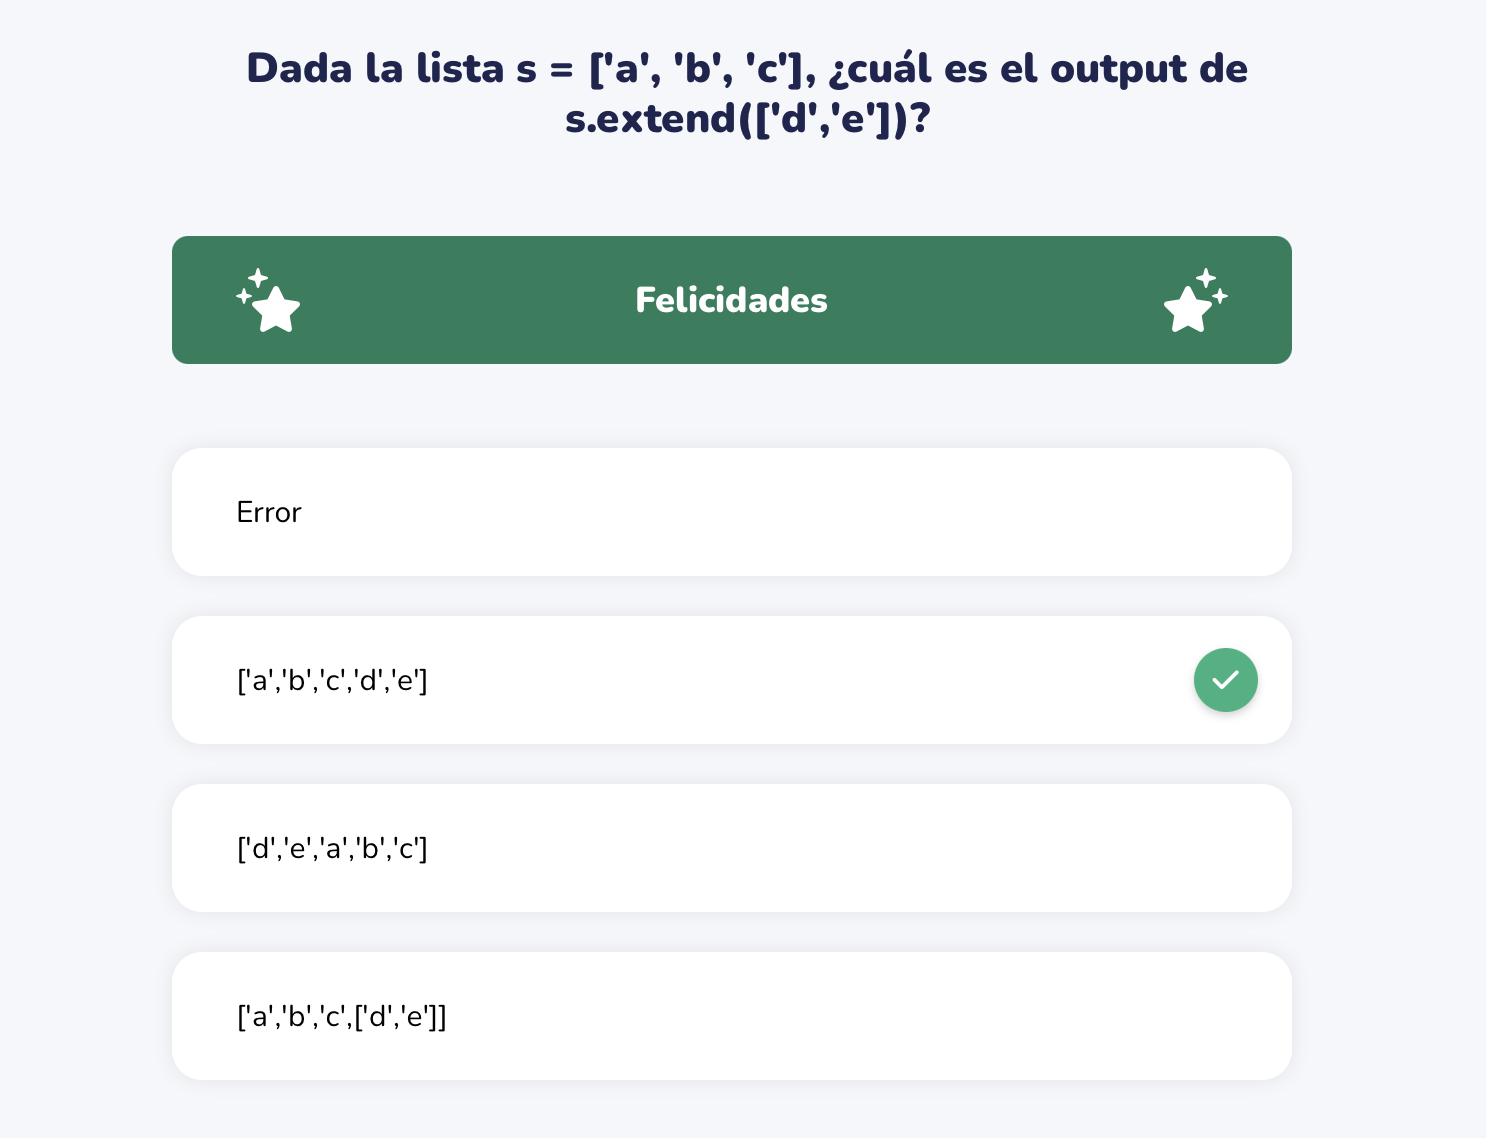 Dada la lista s = ['a', 'b', 'c'], ¿cuál es el output de
s.extend(['d','e'])?
Felicidades
Error
['a','b','c','d','e']
['d','e','a','b','c']
['a','b','c',['d','e']]